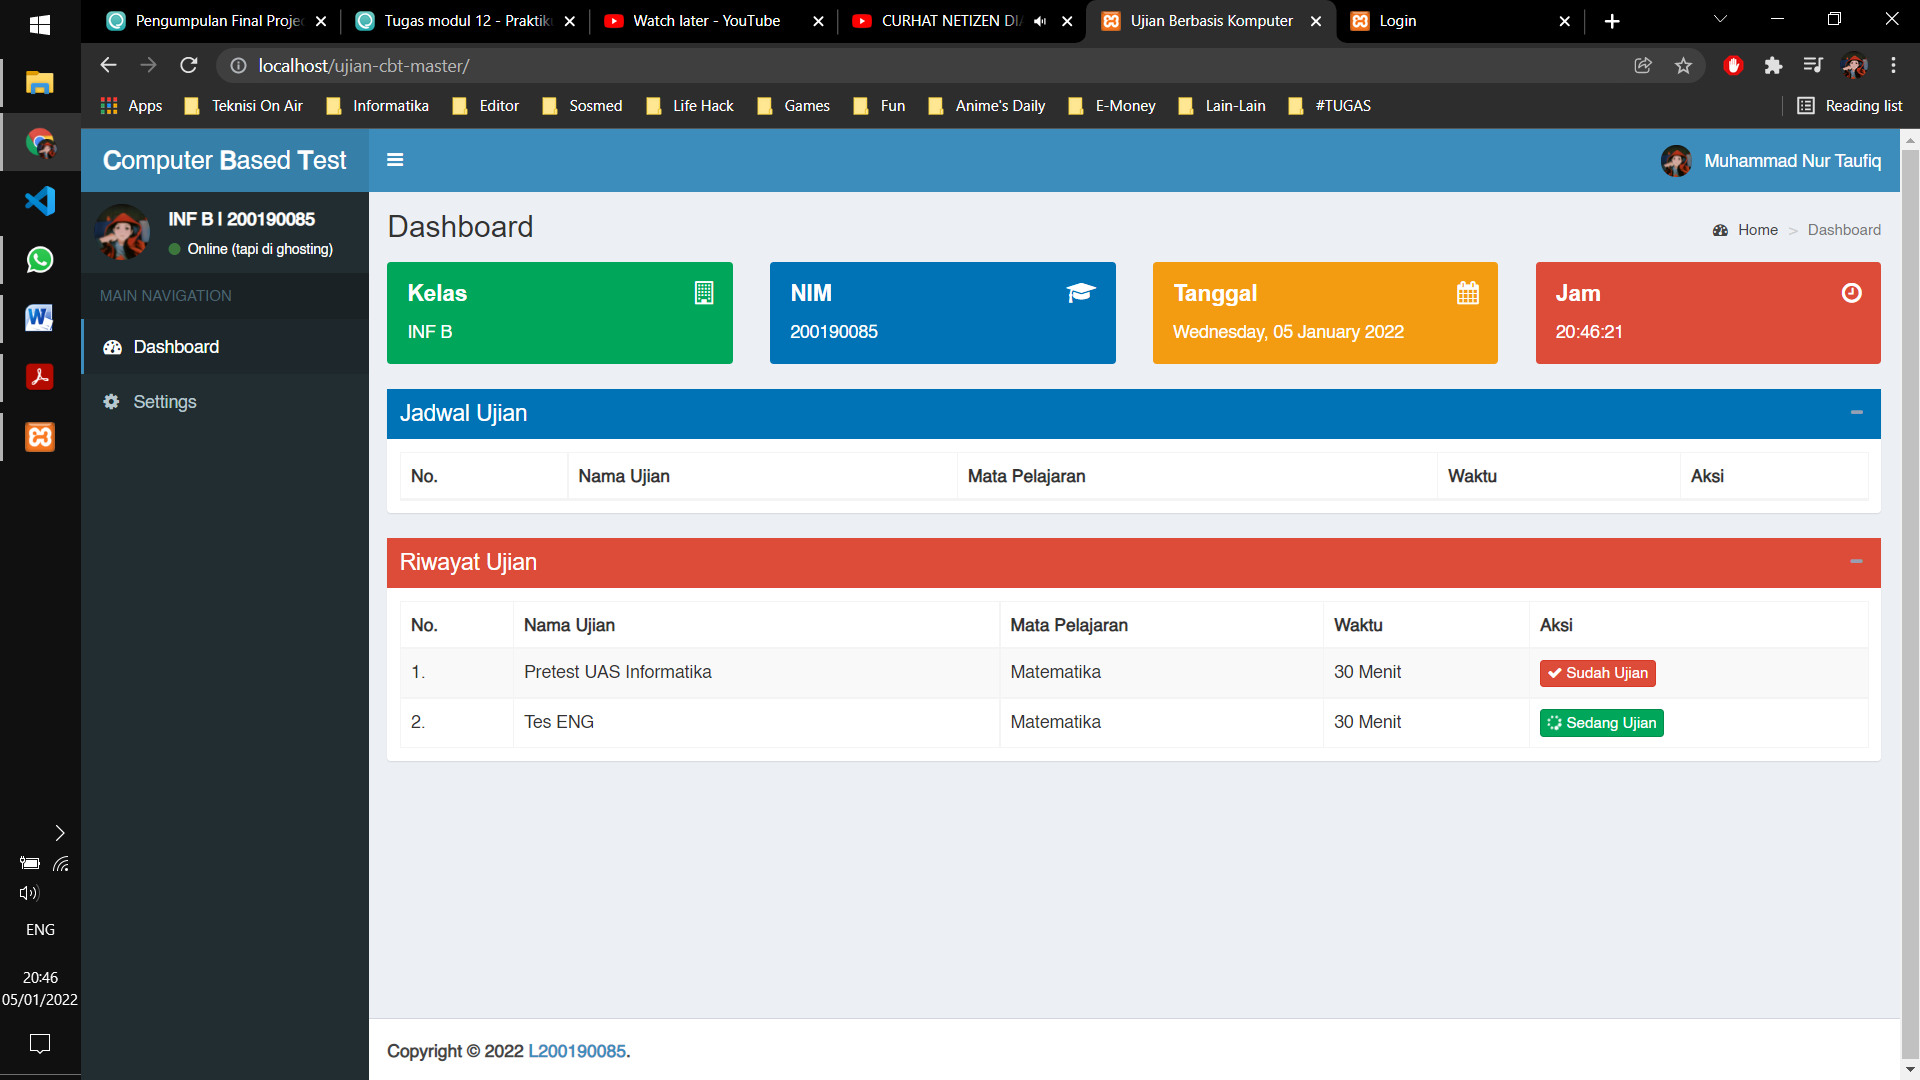 Pengumpulan Final Projec
Tugas modul 12 - Praktik
Watch later - YouTube
CURHAT NETIZEN DI
Ujian Berbasis Komputer
Login
localhost/ujian-cbt-master/
Apps
Teknisi On Air
Informatika
Editor
Sosmed
Life Hack
Games
Fun
Anime's Daily
E-Money
Lain-Lain
#TUGAS
Reading list
Computer Based Test
Muhammad Nur Taufiq
INF B | 200190085
Online (tapi di ghosting)
MAIN NAVIGATION
Dashboard
Settings
Dashboard
Home > Dashboard
Kelas
INF B
NIM
200190085
Tanggal
Wednesday, 05 January 2022
Jam
20:46:21
Jadwal Ujian
No. Nama Ujian Mata Pelajaran Waktu Aksi
Riwayat Ujian
No. Nama Ujian Mata Pelajaran Waktu Aksi
1. Pretest UAS Informatika Matematika 30 Menit Sudah Ujian
2. Tes ENG Matematika 30 Menit Sedang Ujian
Copyright © 2022 L200190085.
ENG
20:46
05/01/2022